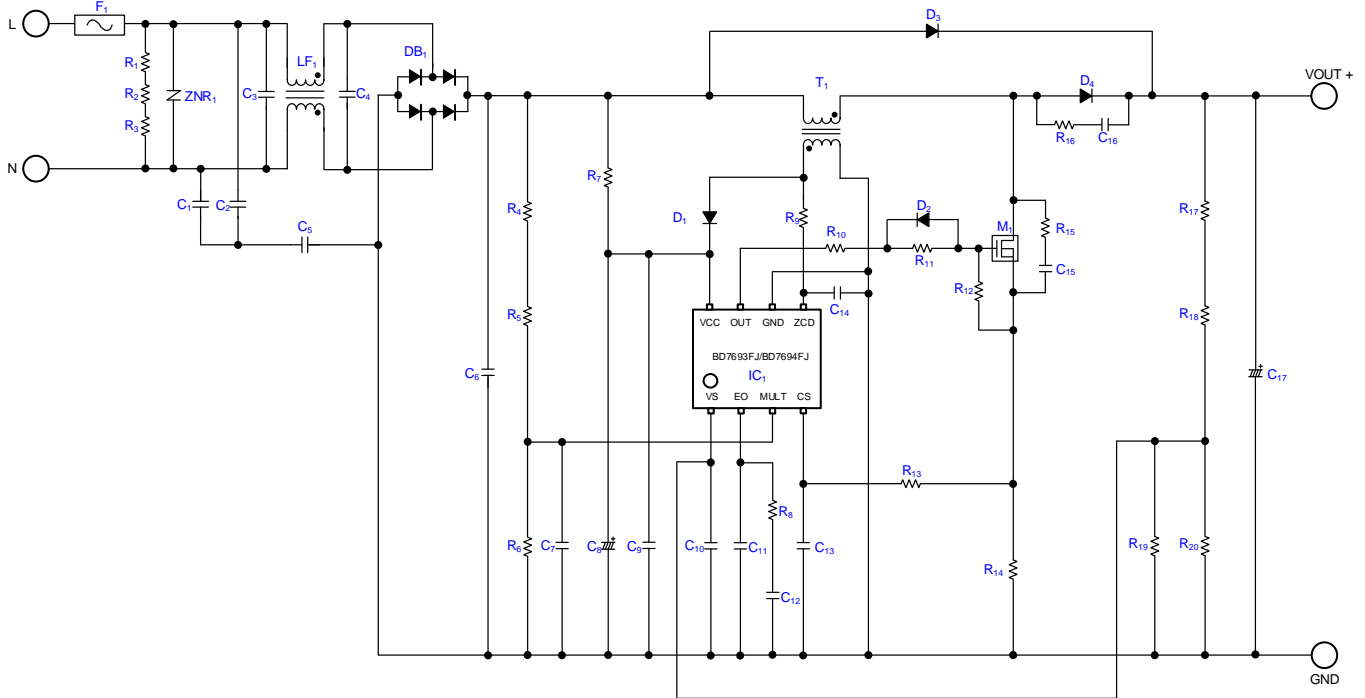 F1
L
R1
R2
R3
ZNR1
C3
LF1
C4
DB1
N
C1
C2
C5
D3
T1
D4
VOUT +
R16
C16
R7
R4
D1
R9
R10
D2
R11
M1
R15
C15
R12
R17
C14
R5
R18
VCC
OUT
GND
ZCD
BD7693FJ/BD7694FJ
IC1
VS
EO
MULT
CS
C6
C17
R13
R8
R6
C7
C8
C9
C10
C11
C13
C12
R14
R19
R20
+
+
GND